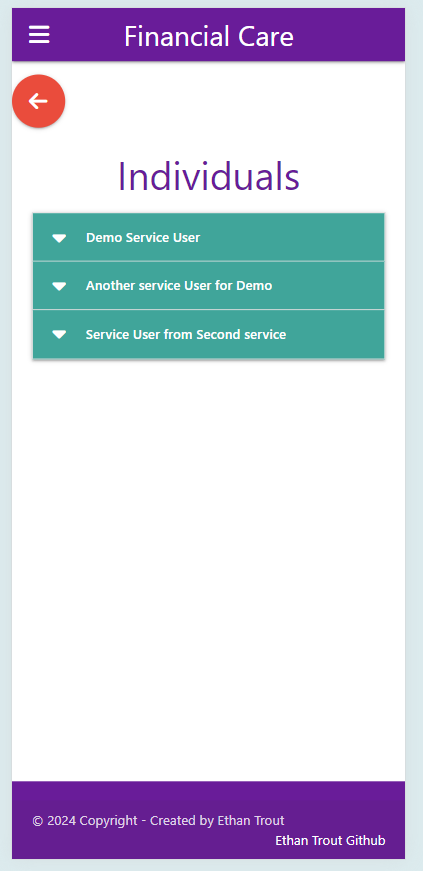 Financial Care
Individuals
Demo Service User
Another service User for Demo
Service User from Second service
© 2024 Copyright - Created by Ethan Trout
Ethan Trout Github